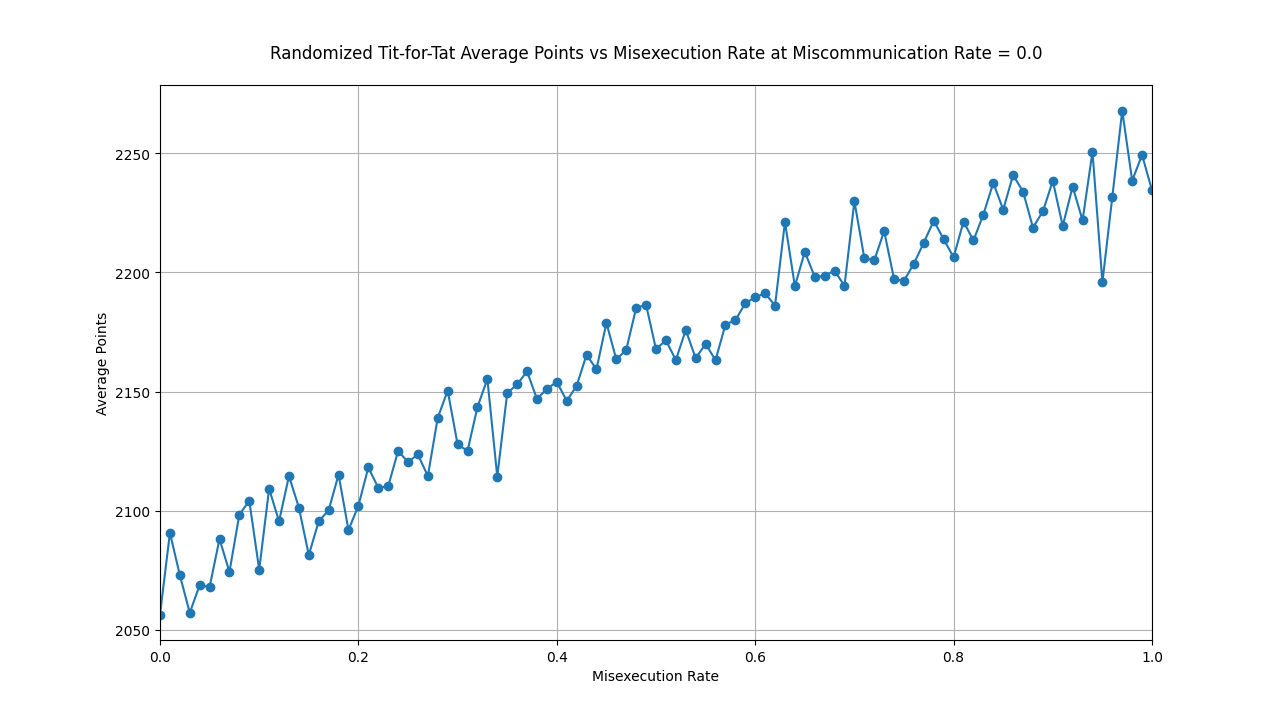 Randomized Tit-for-Tat Average Points vs Misexecution Rate at Miscommunication Rate = 0.0
2250
2200
2150
2100
2050
Average Points
0.0 0.2 0.4 0.6 0.8 1.0
Misexecution Rate